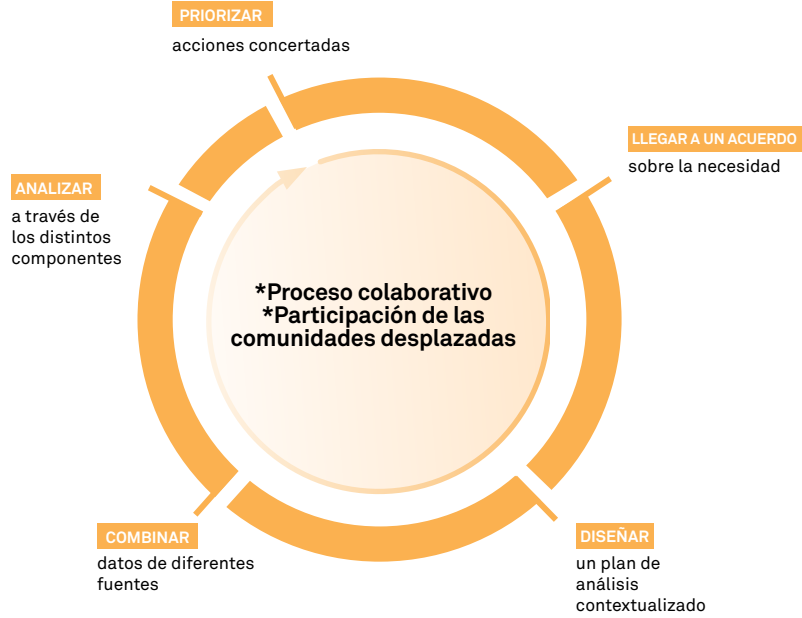 PRIORIZAR
acciones concertadas
LLEGAR A UN ACUERDO
sobre la necesidad
ANALIZAR
a través de
los distintos
componentes
*Proceso colaborativo
*Participación de las
comunidades desplazadas
COMBINAR
datos de diferentes
fuentes
DISEÑAR
un plan de
análisis
contextualizado